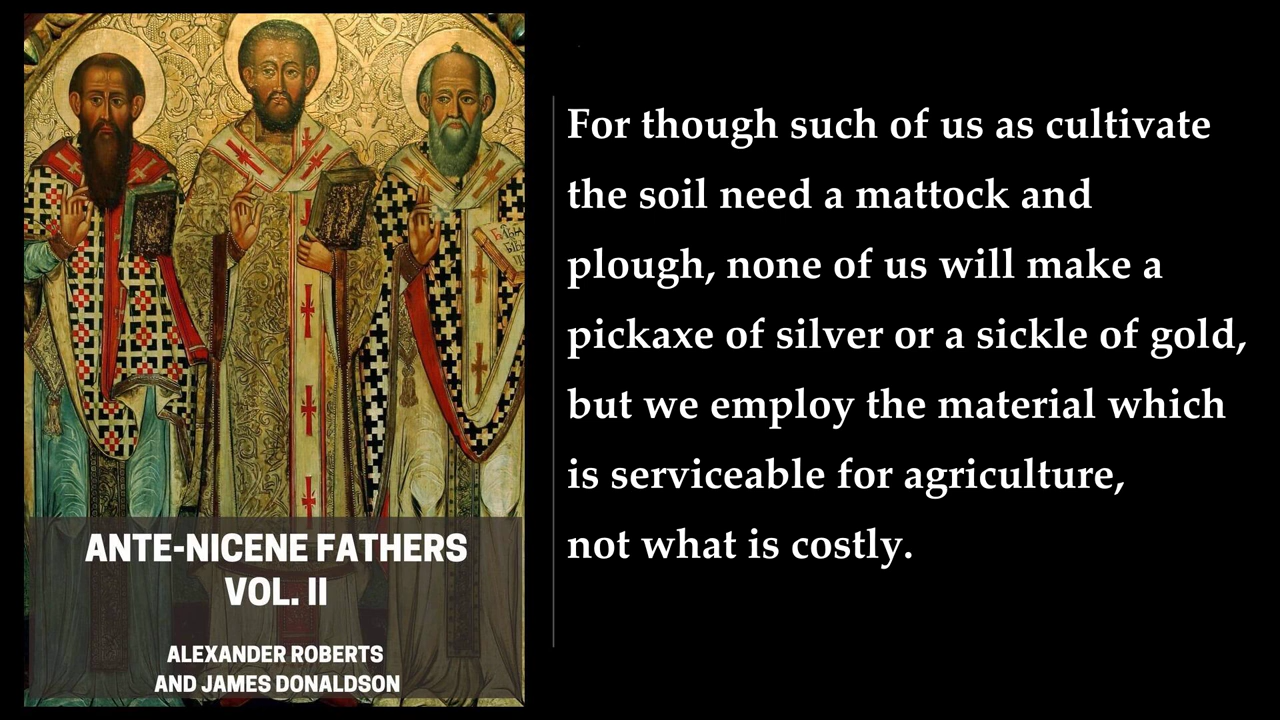 For though such of us as cultivate
the soil need a mattock and
plough, none of us will make a
pickaxe of silver or a sickle of gold,
but we employ the material which
is serviceable for agriculture,
not what is costly.
ANTE-NICENE FATHERS
VOL. II
ALEXANDER ROBERTS
AND JAMES DONALDSON